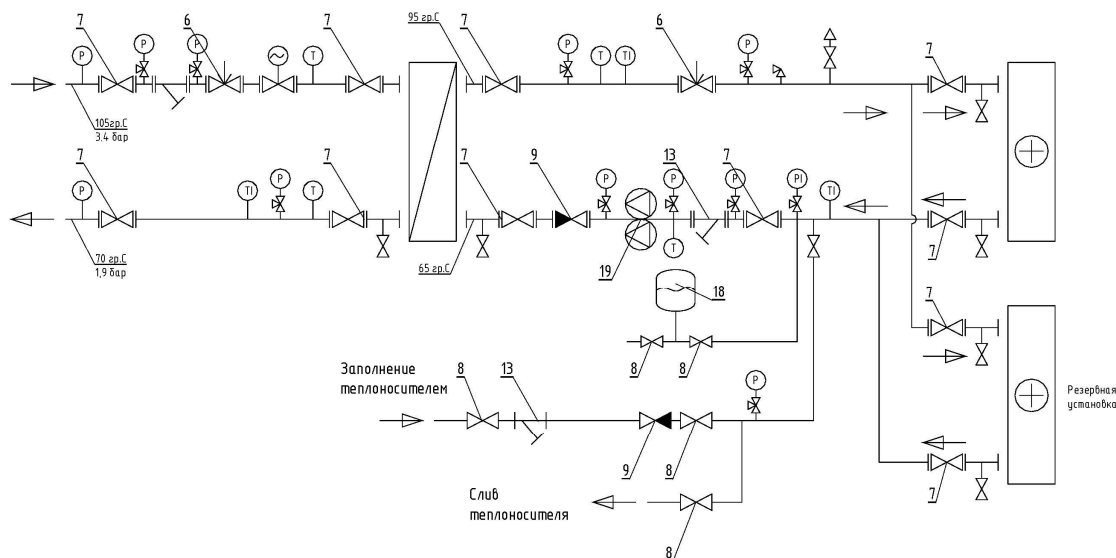 7
6
7
95 гр.С
7
6
7
P
P
P
T
P
T
TI
P
105гр.С
3.4 бар
7
7
7
9
13
7
P
TI
P
T
P
P
P
PI
TI
T
70 гр.С
1,9 бар
65 гр.С
19
7
18
7
8
8
Заполнение
теплоносителем
8
13
P
Резервная
установка
9
8
7
Слив
теплоносителя
8